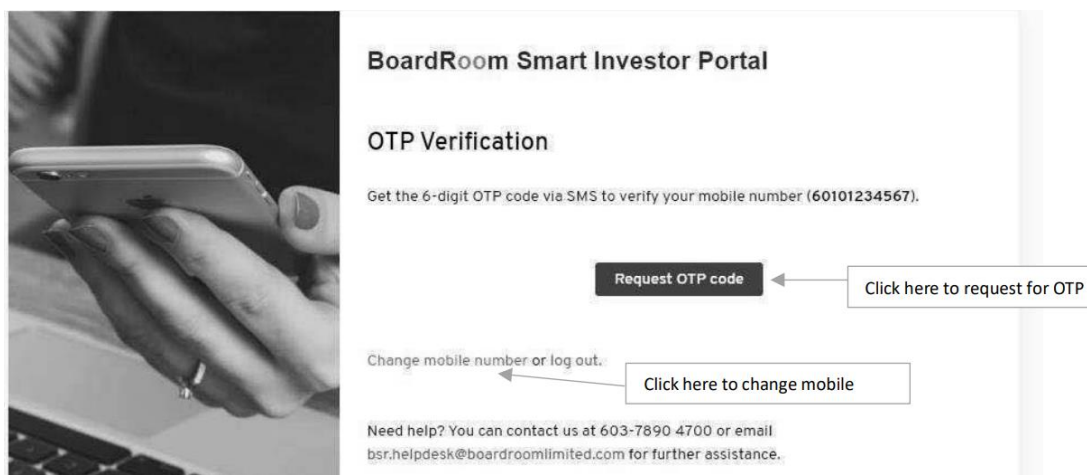 BoardRoom Smart Investor Portal
OTP Verification
Get the 6-digit OTP code via SMS to verify your mobile number (60101234567).
Request OTP code
Click here to request for OTP
Change mobile number or log out.
Click here to change mobile
Need help? You can contact us at 603-7890 4700 or email
bsr.helpdesk@boardroomlimited.com for further assistance.